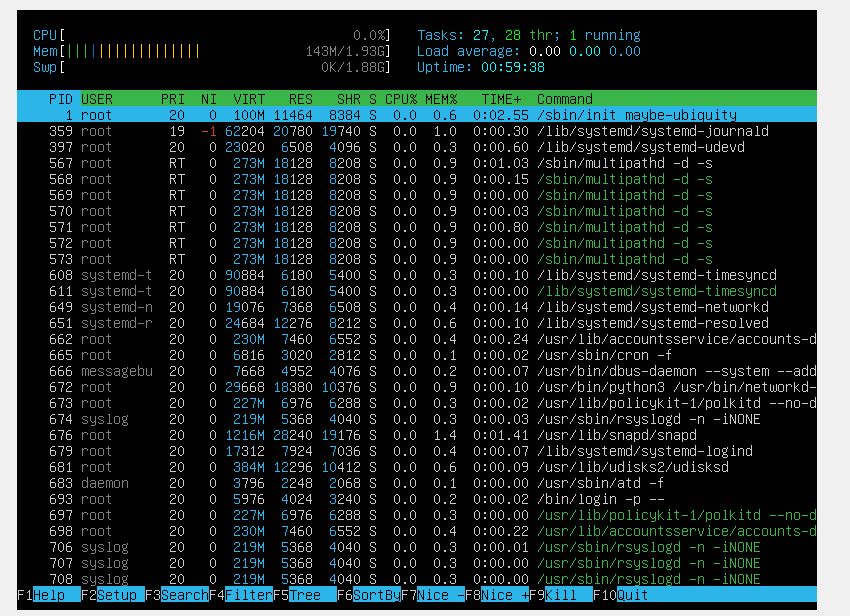 CPU[ 0.0%] Tasks: 27, 28 thr; 1 running
Mem[|||||||||||||||||| 143M/1.93G] Load average: 0.00 0.00 0.00
Swp[ 0K/1.88G] Uptime: 00:59:38
PID USER PRI NI VIRT RES SHR S CPU% MEM% TIME+ Command
1 root 20 0 100M 11464 8384 S 0.0 0.6 0:02.55 /sbin/init maybe-ubiquity
359 root 19 -1 62204 20780 19740 S 0.0 1.0 0:00.30 /lib/systemd/systemd-journald
397 root 20 0 23020 6508 4096 S 0.0 0.3 0:00.60 /lib/systemd/systemd-udevd
567 root RT 0 273M 18128 8208 S 0.0 0.9 0:01.03 /sbin/multipathd -d -s
568 root RT 0 273M 18128 8208 S 0.0 0.9 0:00.15 /sbin/multipathd -d -s
569 root RT 0 273M 18128 8208 S 0.0 0.9 0:00.00 /sbin/multipathd -d -s
570 root RT 0 273M 18128 8208 S 0.0 0.9 0:00.03 /sbin/multipathd -d -s
571 root RT 0 273M 18128 8208 S 0.0 0.9 0:00.80 /sbin/multipathd -d -s
572 root RT 0 273M 18128 8208 S 0.0 0.9 0:00.00 /sbin/multipathd -d -s
573 root RT 0 273M 18128 8208 S 0.0 0.9 0:00.00 /sbin/multipathd -d -s
608 systemd-t 20 0 90884 6180 5400 S 0.0 0.3 0:00.10 /lib/systemd/systemd-timesyncd
611 systemd-t 20 0 90884 6180 5400 S 0.0 0.3 0:00.00 /lib/systemd/systemd-timesyncd
649 systemd-n 20 0 19076 7368 6508 S 0.0 0.4 0:00.14 /lib/systemd/systemd-networkd
651 systemd-r 20 0 24684 12276 8212 S 0.0 0.6 0:00.10 /lib/systemd/systemd-resolved
662 root 20 0 230M 7460 6552 S 0.0 0.4 0:00.24 /usr/lib/accountsservice/accounts-d
665 root 20 0 6816 3020 2812 S 0.0 0.1 0:00.02 /usr/sbin/cron -f
666 messagebu 20 0 7668 4952 4076 S 0.0 0.2 0:00.07 /usr/bin/dbus-daemon --system --add
672 root 20 0 29668 18380 10376 S 0.0 0.9 0:00.10 /usr/bin/python3 /usr/bin/networkd-
673 root 20 0 227M 6976 6288 S 0.0 0.3 0:00.02 /usr/lib/policykit-1/polkitd --no-d
674 syslog 20 0 219M 5368 4040 S 0.0 0.3 0:00.03 /usr/sbin/rsyslogd -n -iNONE
676 root 20 0 1216M 28240 19176 S 0.0 1.4 0:01.41 /usr/lib/snapd/snapd
679 root 20 0 17312 7924 7036 S 0.0 0.4 0:00.07 /lib/systemd/systemd-logind
681 root 20 0 384M 12296 10412 S 0.0 0.6 0:00.09 /usr/lib/udisks2/udisksd
683 daemon 20 0 3796 2248 2068 S 0.0 0.1 0:00.00 /usr/sbin/atd -f
693 root 20 0 5976 4024 3240 S 0.0 0.2 0:00.02 /bin/login -p --
697 root 20 0 227M 6976 6288 S 0.0 0.3 0:00.00 /usr/lib/policykit-1/polkitd --no-d
698 root 20 0 230M 7460 6552 S 0.0 0.4 0:00.22 /usr/lib/accountsservice/accounts-d
706 syslog 20 0 219M 5368 4040 S 0.0 0.3 0:00.01 /usr/sbin/rsyslogd -n -iNONE
707 syslog 20 0 219M 5368 4040 S 0.0 0.3 0:00.00 /usr/sbin/rsyslogd -n -iNONE
708 syslog 20 0 219M 5368 4040 S 0.0 0.3 0:00.00 /usr/sbin/rsyslogd -n -iNONE
F1Help F2Setup F3SearchF4FilterF5Tree F6SortByF7Nice -F8Nice +F9Kill F10Quit